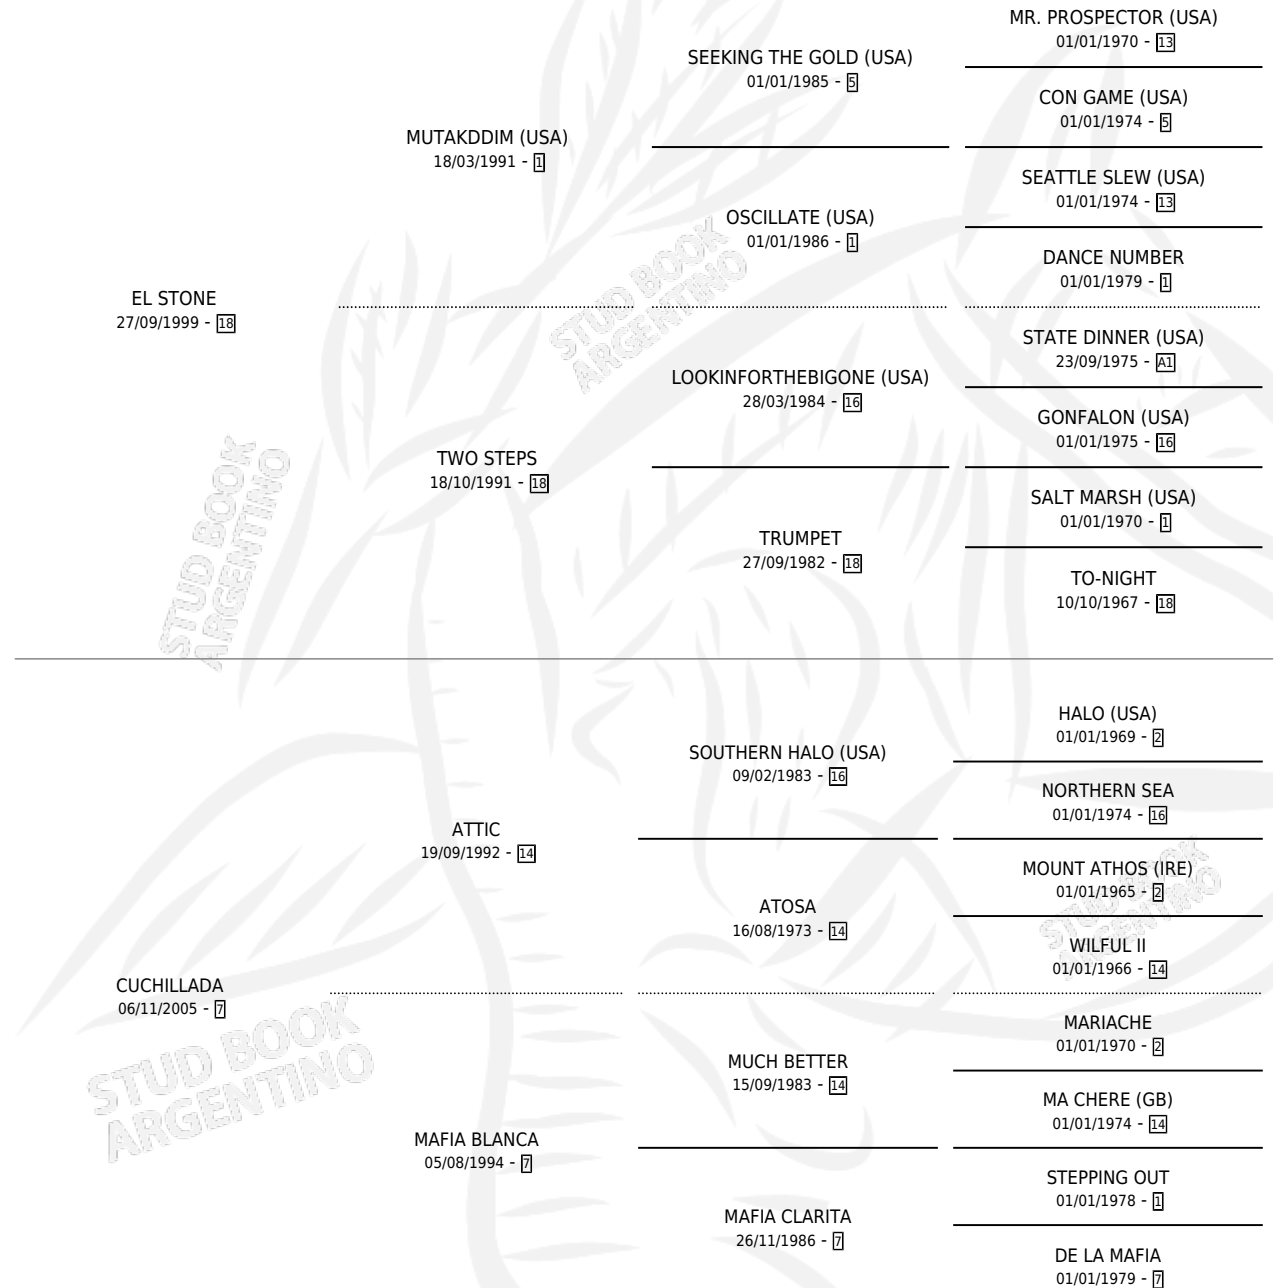 MR. PROSPECTOR (USA)
01/01/1970 - 13
SEEKING THE GOLD (USA)
01/01/1985 - 5
CON GAME (USA)
01/01/1974 - 5
MUTAKDDIM (USA)
18/03/1991 - 1
SEATTLE SLEW (USA)
01/01/1974 - 13
OSCILLATE (USA)
01/01/1986 - 1
DANCE NUMBER
01/01/1979 - 1
EL STONE
27/09/1999 - 18
STATE DINNER (USA)
23/09/1975 - A1
LOOKINFORTHEBIGONE (USA)
28/03/1984 - 16
GONFALON (USA)
01/01/1975 - 16
TWO STEPS
18/10/1991 - 18
SALT MARSH (USA)
01/01/1970 - 1
TRUMPET
27/09/1982 - 18
TO-NIGHT
10/10/1967 - 18
STUD BOOK
ARGENTINO
STUD BOOK
ARGENTINO
HALO (USA)
01/01/1969 - 2
SOUTHERN HALO (USA)
09/02/1983 - 16
NORTHERN SEA
01/01/1974 - 16
ATTIC
19/09/1992 - 14
MOUNT ATHOS (IRE)
01/01/1965 - 2
ATOSA
16/08/1973 - 14
WILFUL II
01/01/1966 - 14
STUD BOOK
ARGENTINO
CUCHILLADA
06/11/2005 - 7
MARIACHE
01/01/1970 - 2
MUCH BETTER
15/09/1983 - 14
MA CHERE (GB)
01/01/1974 - 14
MAFIA BLANCA
05/08/1994 - 7
STEPPING OUT
01/01/1978 - 1
MAFIA CLARITA
26/11/1986 - 7
DE LA MAFIA
01/01/1979 - 7
STUD BOOK
ARGENTINO